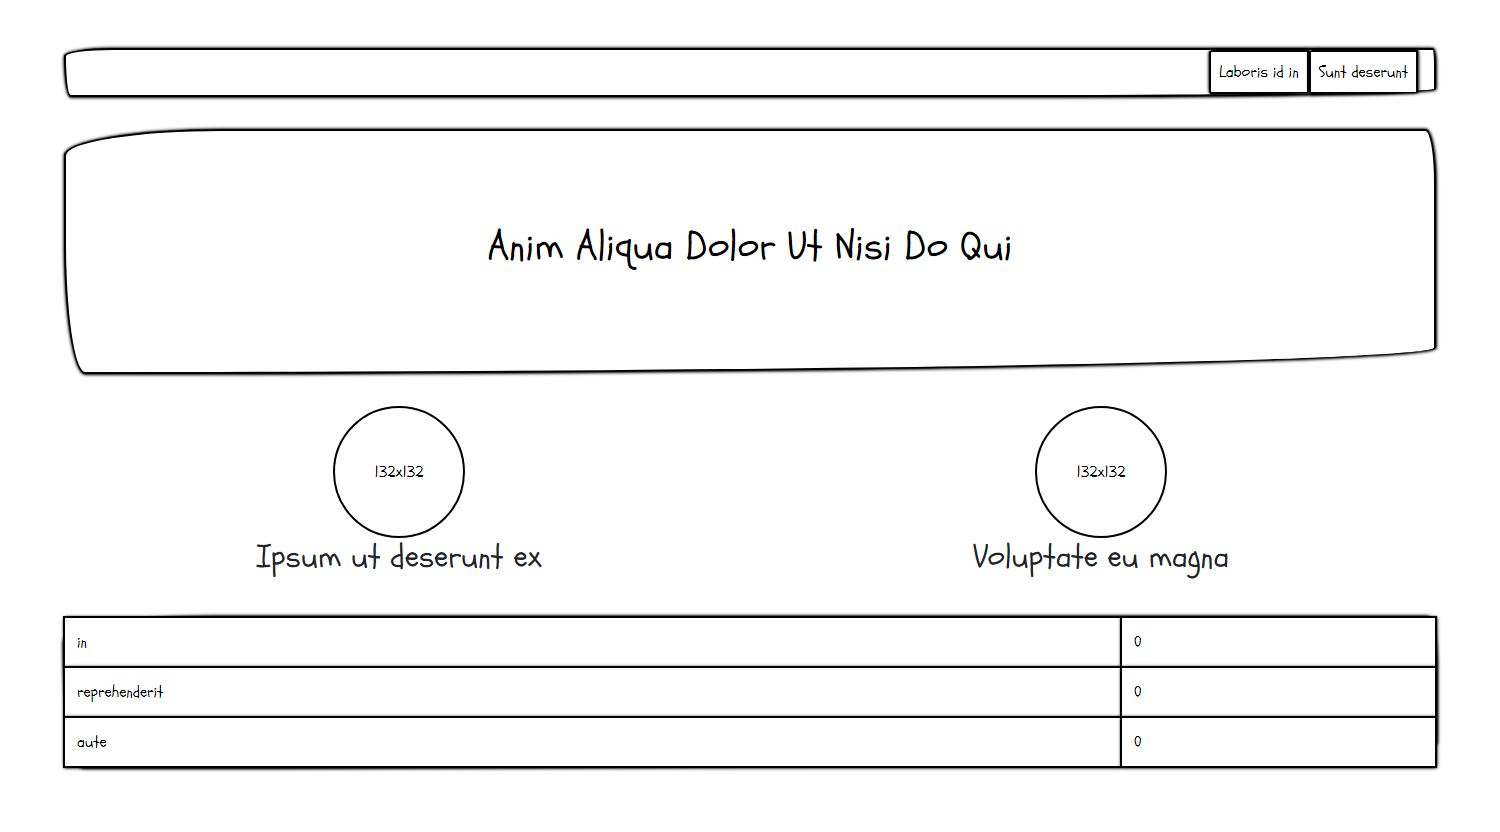 Laboris id in Sunt deserunt
Anim Aliqua Dolor Ut Nisi Do Qui
132x132 132x132
Ipsum ut deserunt ex Voluptate eu magna
in 0
reprehenderit 0
aute 0